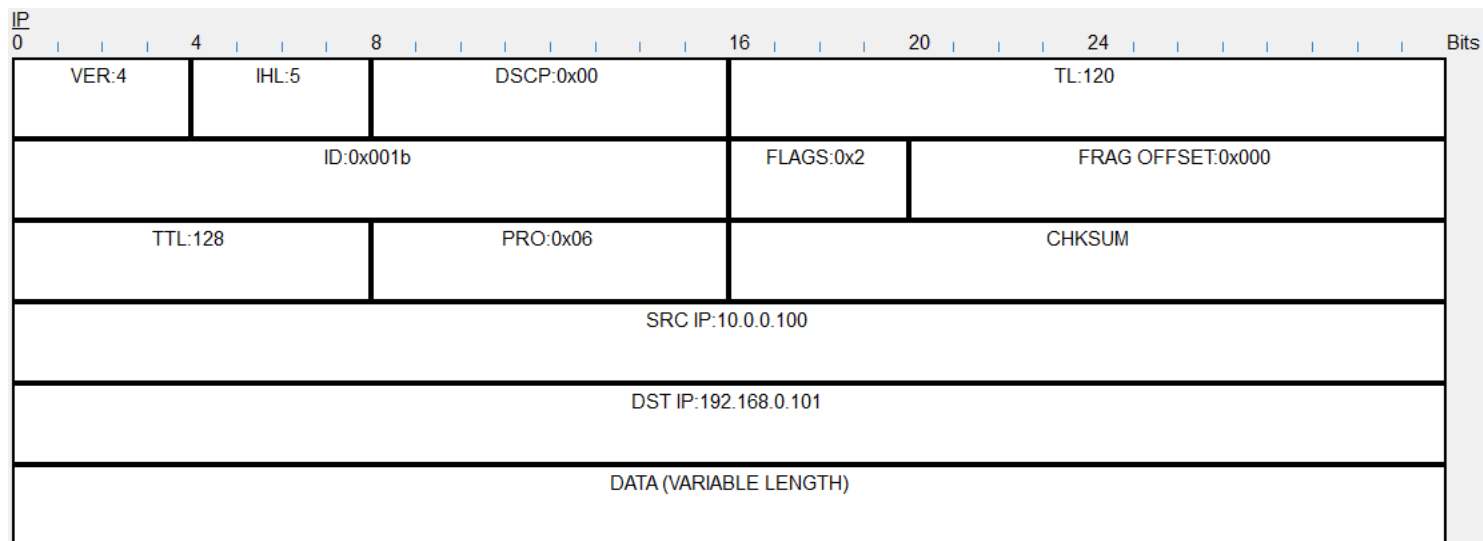 IP
0 4 8 16 20 24 Bits
VER:4 IHL:5 DSCP:0x00 TL:120
ID:0x001b FLAGS:0x2 FRAG OFFSET:0x000
TTL:128 PRO:0x06 CHKSUM
SRC IP:10.0.0.100
DST IP:192.168.0.101
DATA (VARIABLE LENGTH)